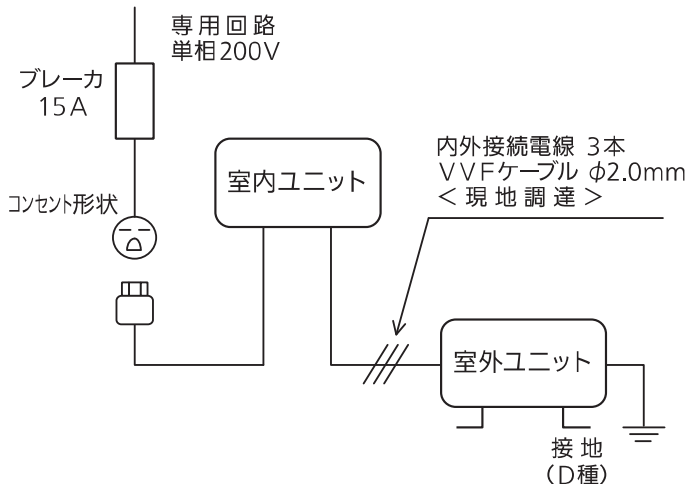 専用回路
単相200V
ブレーカ
15A
コンセント形状
室内ユニット
内外接続電線 3本
VVFケーブル φ2.0mm
<現地調達>
室外ユニット
接地
(D種)